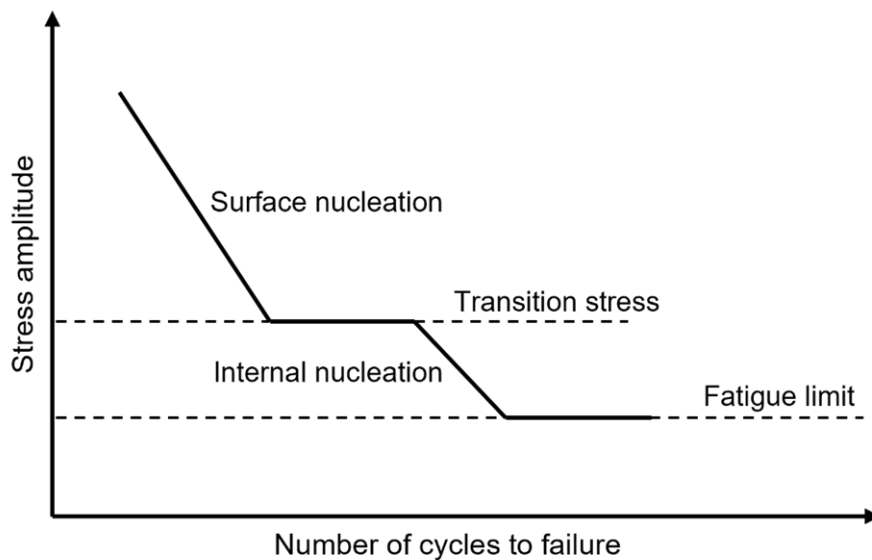 Stress amplitude
Surface nucleation
Transition stress
Internal nucleation
Fatigue limit
Number of cycles to failure